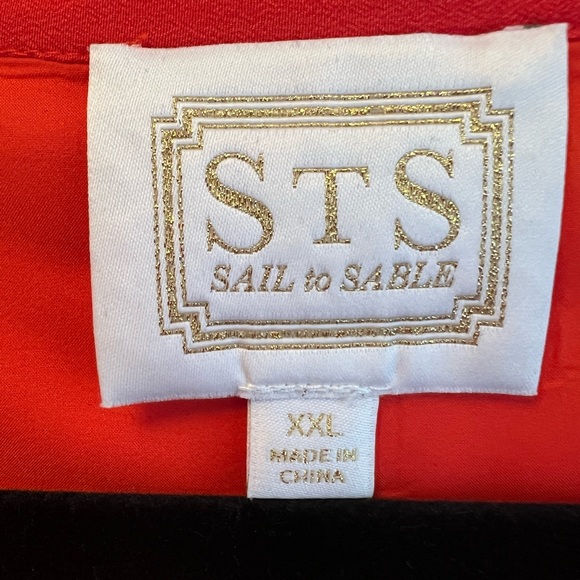 STS
SAIL to SABLE
XXL
MADE IN
CHINA